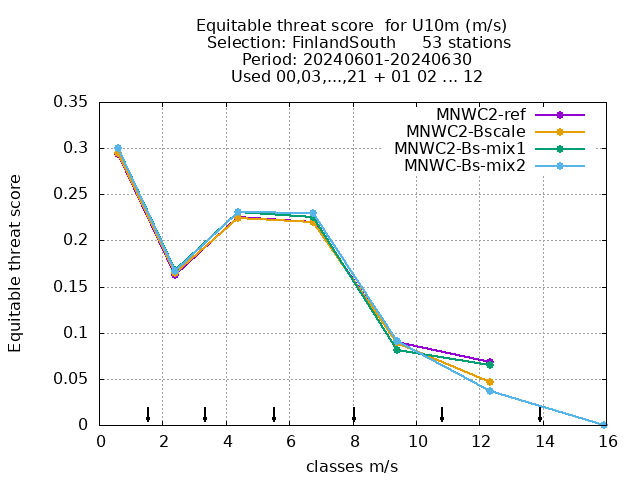 Equitable threat score  for U10m (m/s)
Selection: FinlandSouth     53 stations
Period: 20240601-20240630
Used 00,03,...,21 + 01 02 ... 12
MNWC2-ref
MNWC2-Bscale
MNWC2-Bs-mix1
MNWC-Bs-mix2
Equitable threat score
0.35
0.3
0.25
0.2
0.15
0.1
0.05
0
0 2 4 6 8 10 12 14 16
classes m/s